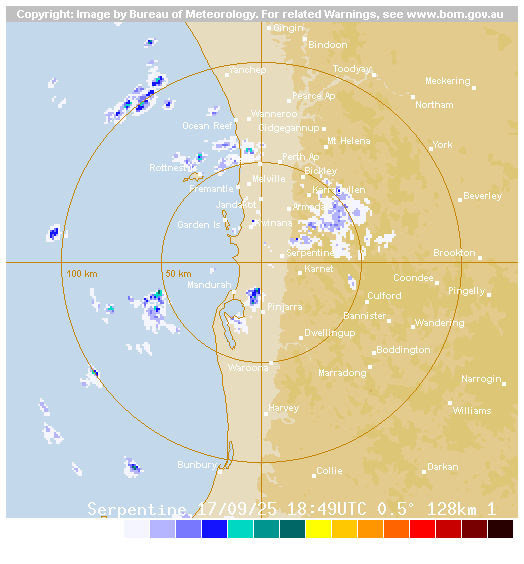 Copyright: Image by Bureau of Meteorology. For related Warnings, see www.bom.gov.au
Gingin
Bindoon
Yanchep
Toodyay
Meckering
Pearce Ap
Northam
Wanneroo
Ocean Reef
Gidgegannup
Mt Helena
York
Perth Ap
Rottnest
Bickley
Melville
Fremantle
Karragullen
Beverley
Jandakot
Armada
Garden Is
Kwinana
Serpentine
Brookton
100 km
50 km
Karnet
Mandurah
Coondee
Pingelly
Cufford
Pinjarra
Bannister
Wandering
Dwellingup
Boddington
Waroona
Marradong
Narrogin
Harvey
Williams
Bunbury
Collie
Darkan
Serpentine 17/09/25 18:49UTC 0.5° 128km 1